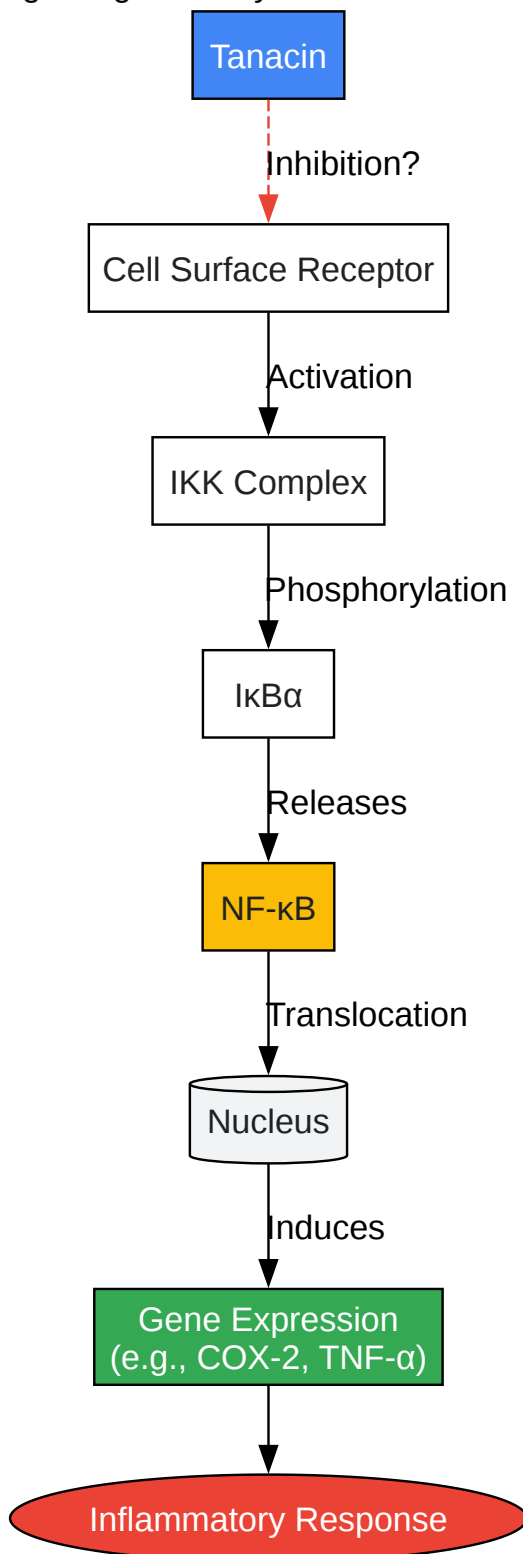 Tanacin
Inhibition?
Cell Surface Receptor
Activation
IKK Complex
Phosphorylation
IκBα
Releases
NF-κB
Translocation
Nucleus
Induces
Gene Expression
(e.g., COX-2, TNF-α)
Inflammatory Response